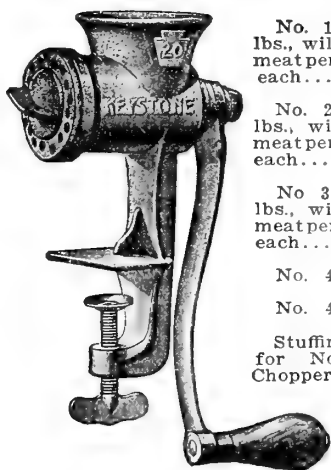 20
KEYSTONE
No. 1
lbs., wil
meat per
each...
No. 2
lbs., wi
meat per
each...
No 3
lbs., wi
meat per
each...
No. 4
No. 4
Stuffin
for No
Chopper